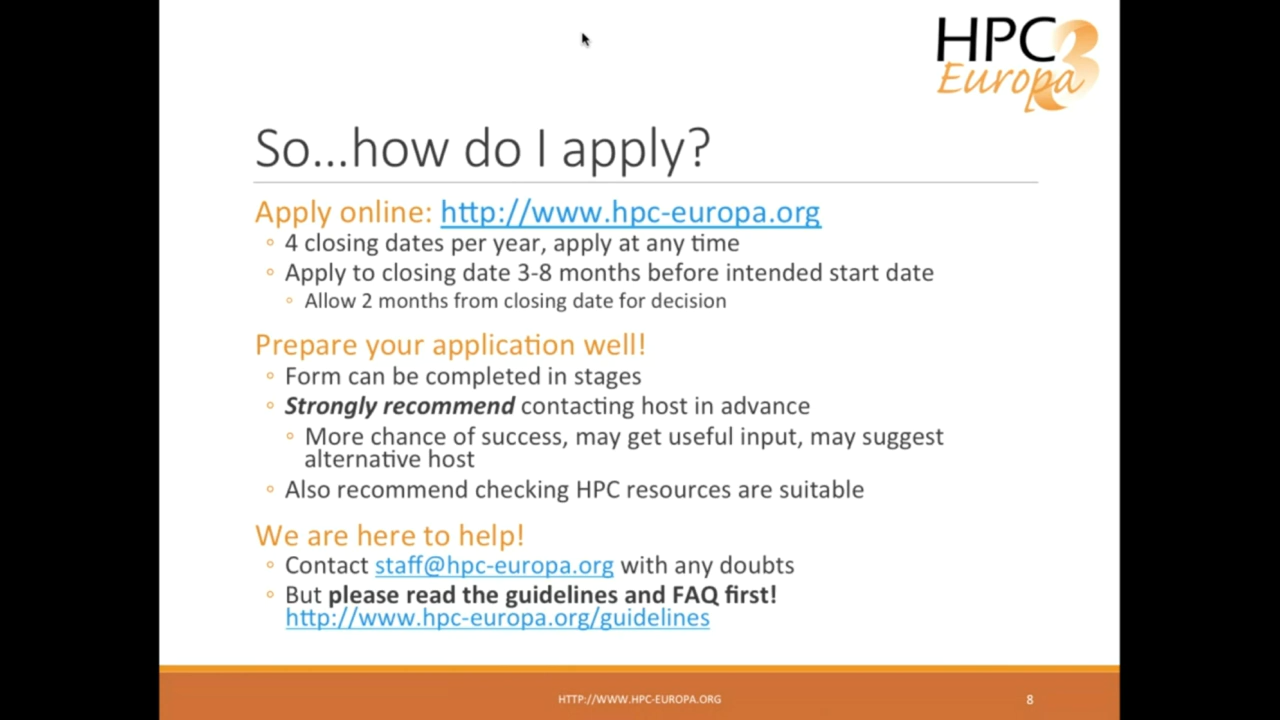 HPC 3
Europa
So...how do I apply?
Apply online: http://www.hpc-europa.org
◦ 4 closing dates per year, apply at any time
◦ Apply to closing date 3-8 months before intended start date
◦ Allow 2 months from closing date for decision
Prepare your application well!
◦ Form can be completed in stages
◦ Strongly recommend contacting host in advance
◦ More chance of success, may get useful input, may suggest
alternative host
◦ Also recommend checking HPC resources are suitable
We are here to help!
◦ Contact staff@hpc-europa.org with any doubts
◦ But please read the guidelines and FAQ first!
http://www.hpc-europa.org/guidelines
HTTP://WWW.HPC-EUROPA.ORG 8